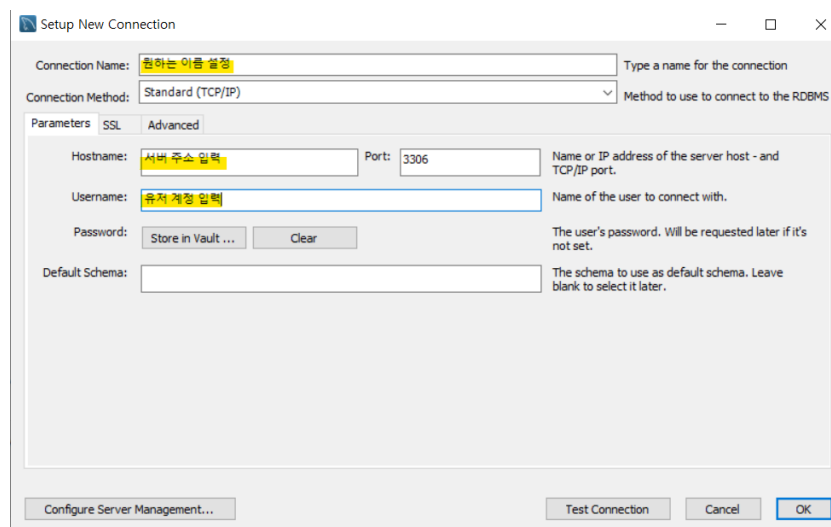 Setup New Connection
Connection Name: 원하는 이름 설정 Type a name for the connection
Connection Method: Standard (TCP/IP) Method to use to connect to the RDBMS
Parameters SSL Advanced
Hostname: 서버 주소 입력 Port: 3306 Name or IP address of the server host - and
TCP/IP port.
Username: 유저 계정 입력 Name of the user to connect with.
Password: Store in Vault ... Clear The user's password. Will be requested later if it's
not set.
Default Schema: The schema to use as default schema. Leave
blank to select it later.
Configure Server Management... Test Connection Cancel OK